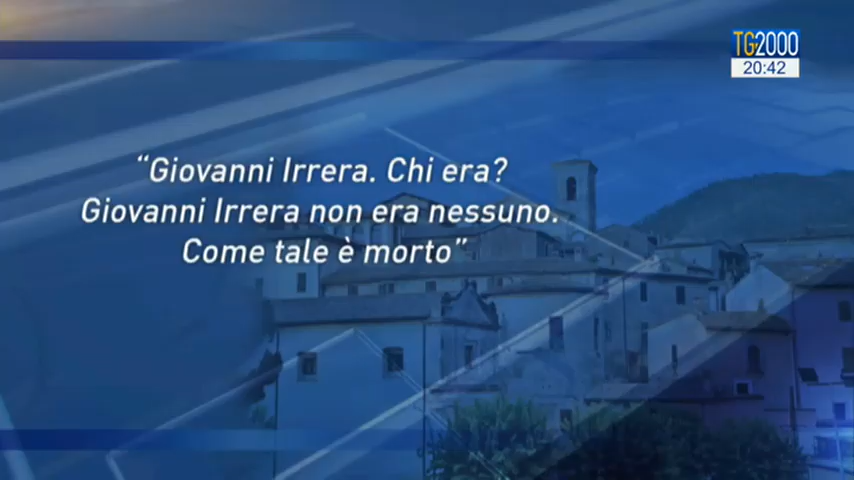 TG2000
20:42
“Giovanni Irrera. Chi era?
Giovanni Irrera non era nessuno.
Come tale è morto”